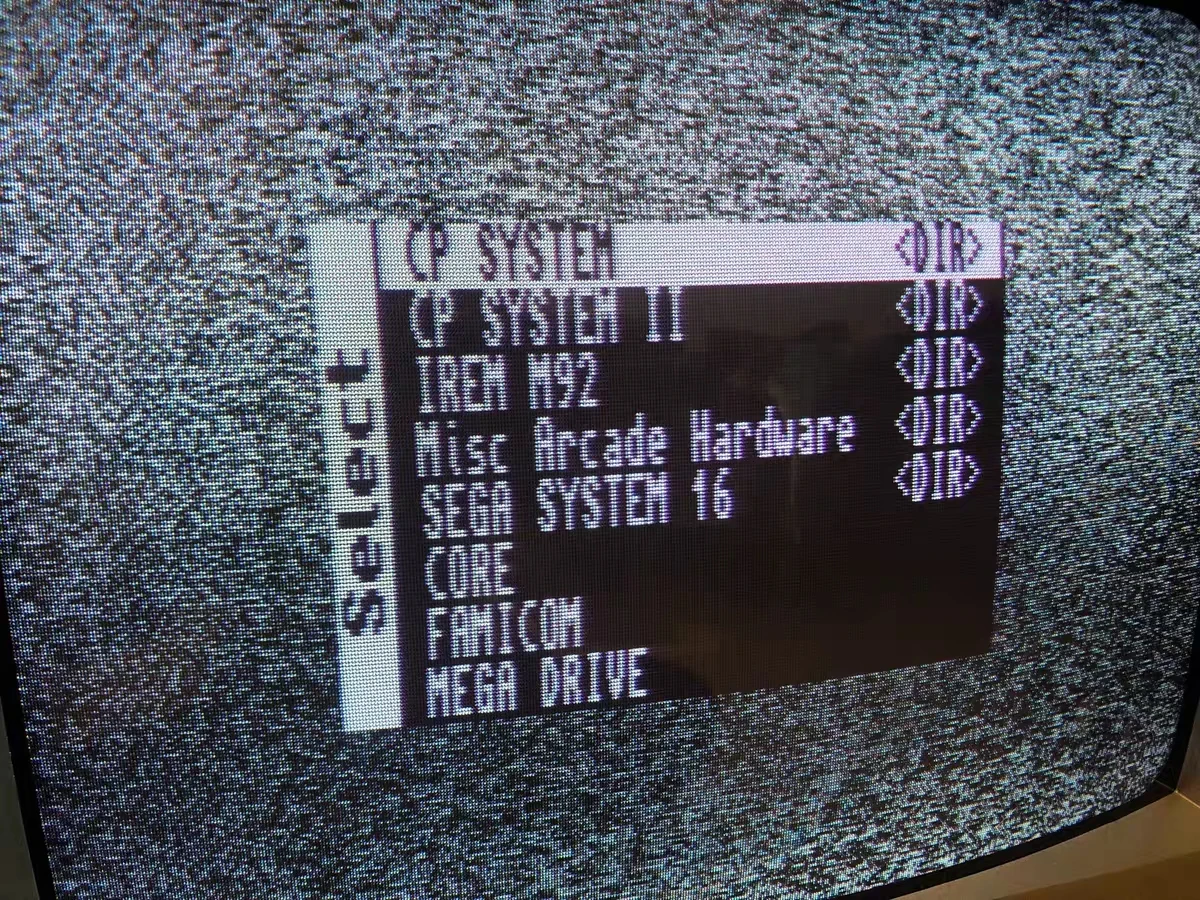 Select
CP SYSTEM <DIR>
CP SYSTEM II <DIR>
IREM M92 <DIR>
Misc Arcade Hardware <DIR>
SEGA SYSTEM 16 <DIR>
CORE
FAMICOM
MEGA DRIVE